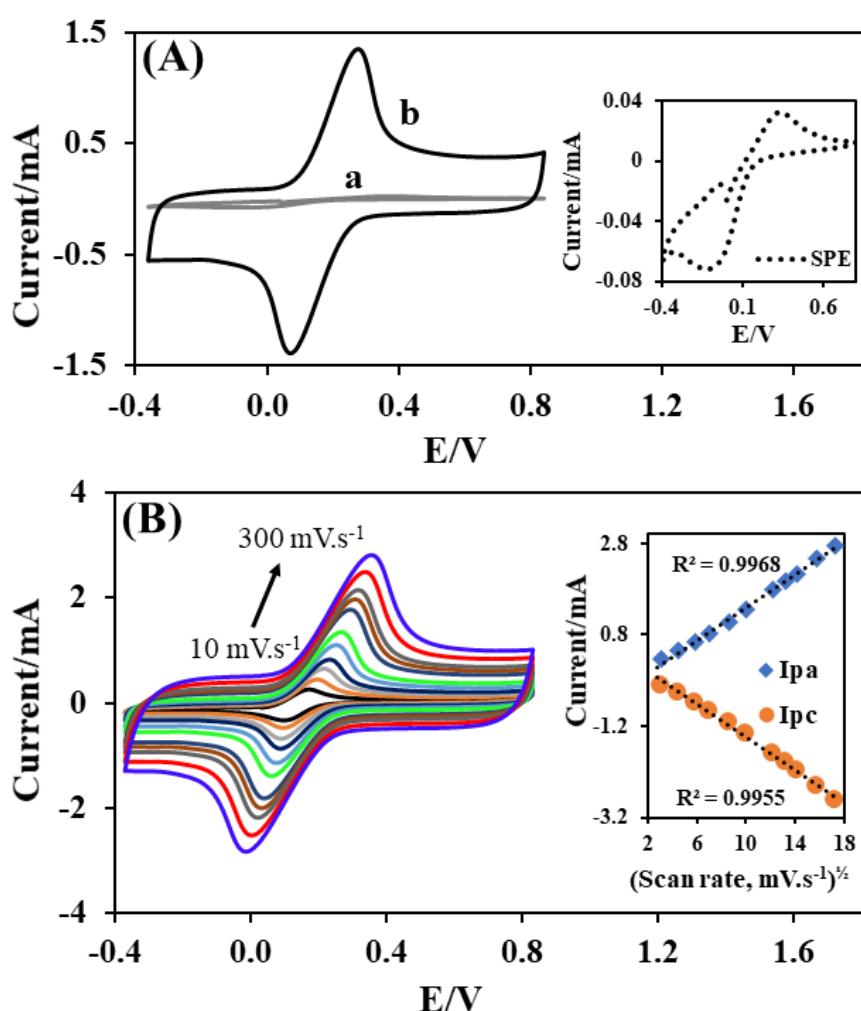 (A)
Current/mA
1.5
0.5
-0.5
-1.5
-0.4 0.0 0.4 0.8 1.2 1.6
E/V
b
a
Current/mA
0.04
0
-0.04
-0.08
-0.4 0.1 0.6
E/V
SPE
(B)
Current/mA
4
2
0
-2
-4
-0.4 0.0 0.4 0.8 1.2 1.6
E/V
300 mV.s⁻¹
10 mV.s⁻¹
Current/mA
2.8
0.8
-1.2
-3.2
2 6 10 14 18
(Scan rate, mV.s⁻¹)^½
R² = 0.9968
Ipa
Ipc
R² = 0.9955